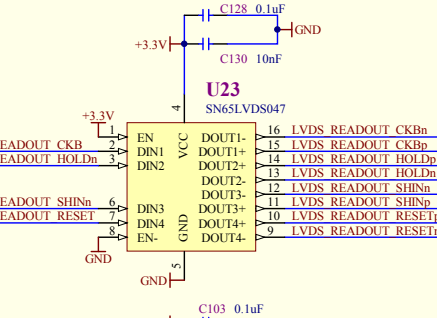 C128 0.1uF
+3.3V
GND
C130 10nF
U23
SN65LVDS047
+3.3V
4
1 EN VCC DOUT1- 16 LVDS_READOUT_CKBn
EADOUT_CKB 2 DIN1 DOUT1+ 15 LVDS_READOUT_CKBp
EADOUT_HOLDn 3 DIN2 DOUT2+ 14 LVDS_READOUT_HOLDp
DOUT2- 13 LVDS_READOUT_HOLDn
DOUT3- 12 LVDS_READOUT_SHINn
EADOUT_SHINn 6 DIN3 DOUT3+ 11 LVDS_READOUT_SHINp
EADOUT_RESET 7 DIN4 GND DOUT4+ 10 LVDS_READOUT_RESETp
8 EN- DOUT4- 9 LVDS_READOUT_RESETn
GND
5
GND
C103 0.1uF